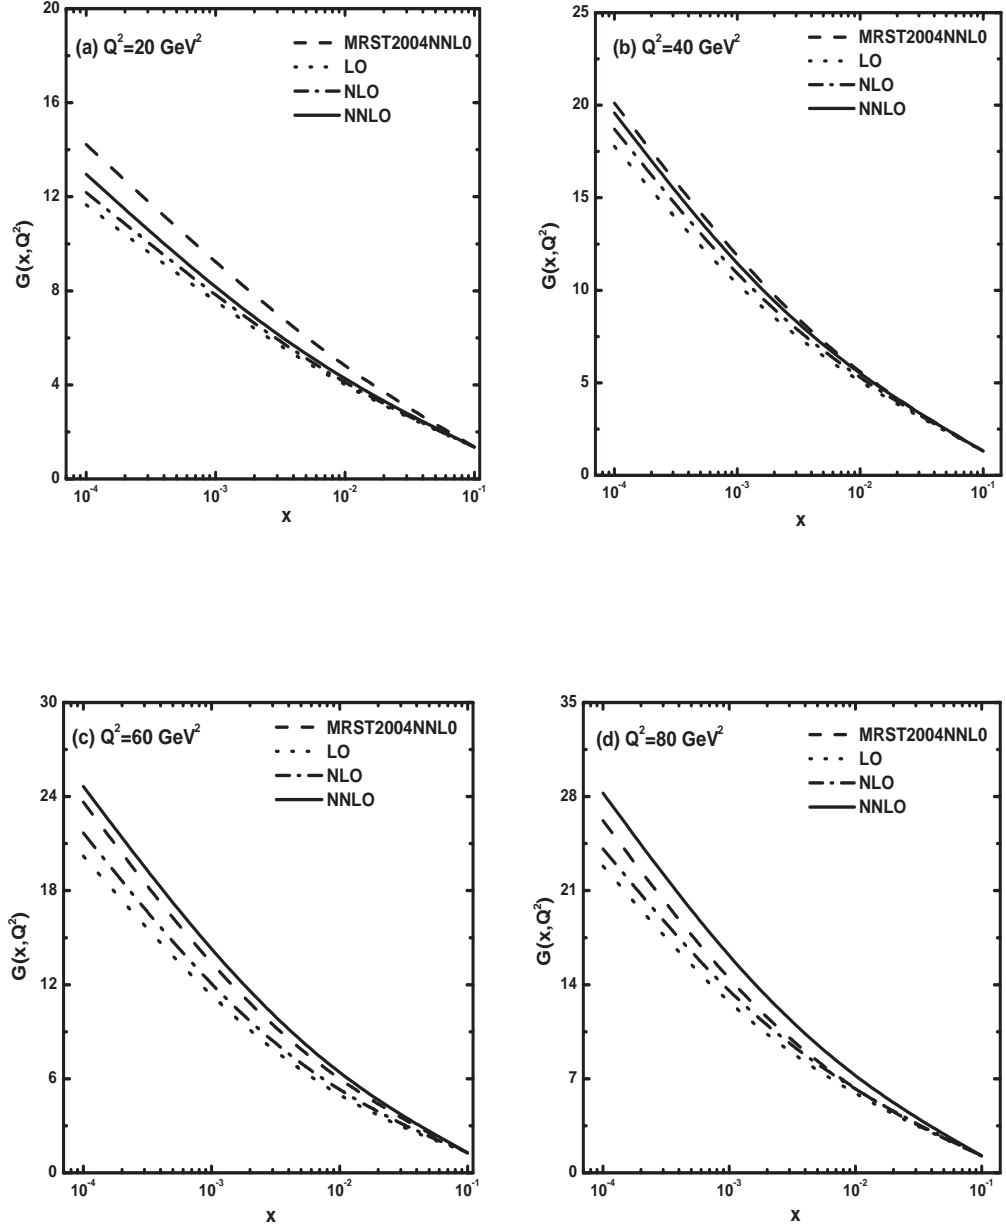 (a) Q²=20 GeV²
MRST2004NNL0
LO
NLO
NNLO
20
16
12
8
4
0
G(x,Q²)
10⁻⁴
10⁻³
10⁻²
10⁻¹
x
(b) Q²=40 GeV²
MRST2004NNL0
LO
NLO
NNLO
25
20
15
10
5
0
G(x,Q²)
10⁻⁴
10⁻³
10⁻²
10⁻¹
x
(c) Q²=60 GeV²
MRST2004NNL0
LO
NLO
NNLO
30
24
18
12
6
0
G(x,Q²)
10⁻⁴
10⁻³
10⁻²
10⁻¹
x
(d) Q²=80 GeV²
MRST2004NNL0
LO
NLO
NNLO
35
28
21
14
7
0
G(x,Q²)
10⁻⁴
10⁻³
10⁻²
10⁻¹
x